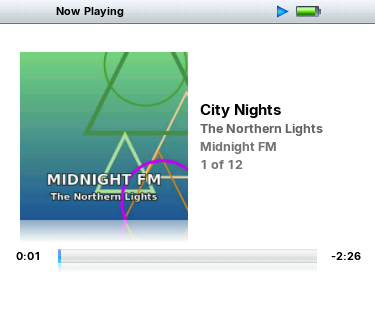 Now Playing
MIDNIGHT FM
The Northern Lights
City Nights
The Northern Lights
Midnight FM
1 of 12
0:01
-2:26